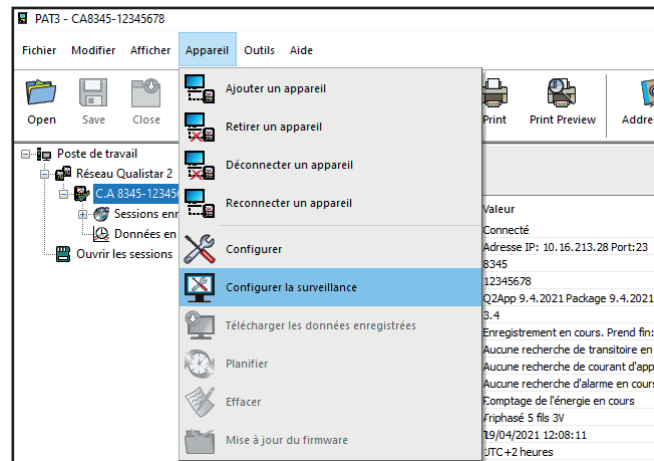 PAT3 - CA8345-12345678
Fichier Modifier Afficher Appareil Outils Aide
Open Save Close Print Print Preview
Ajouter un appareil
Retirer un appareil
Déconnecter un appareil
Reconnecter un appareil
Configurer
Configurer la surveillance
Télécharger les données enregistrées
Planifier
Effacer
Mise à jour du firmware
Poste de travail
Réseau Qualistar 2
C.A 8345-12345
Sessions
Données en
Ouvrir les sessions
Valeur
Connecté
Adresse IP: 10.16.213.28 Port:23
8345
12345678
Q2App 9.4.2021 Package 9.4.2021
3.4
Enregistrement en cours. Prend fin:
Aucune recherche de transitoire en
Aucune recherche de courant
Aucune recherche d'alarme en cours
Comptage de l'énergie en cours
Triphasé 5 fils 3V
19/04/2021 12:08:11
UTC+2 heures